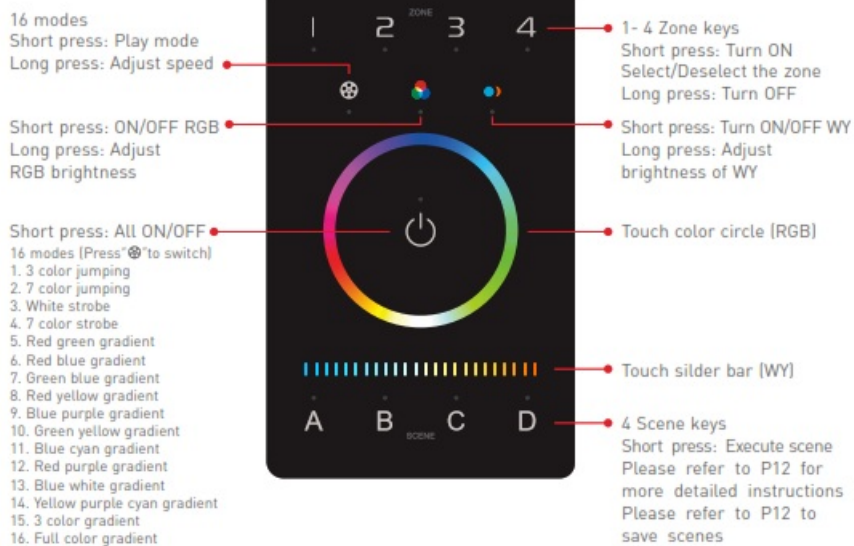 16 modes
Short press: Play mode
Long press: Adjust speed
Short press: ON/OFF RGB
Long press: Adjust
RGB brightness
Short press: All ON/OFF
16 modes (Press"֍"to switch)
1. 3 color jumping
2. 7 color jumping
3. White strobe
4. 7 color strobe
5. Red green gradient
6. Red blue gradient
7. Green blue gradient
8. Red yellow gradient
9. Blue purple gradient
10. Green yellow gradient
11. Blue cyan gradient
12. Red purple gradient
13. Blue white gradient
14. Yellow purple cyan gradient
15. 3 color gradient
16. Full color gradient
ZONE
1 2 3 4
A B C D
SCENE
1- 4 Zone keys
Short press: Turn ON
Select/Deselect the zone
Long press: Turn OFF
Short press: Turn ON/OFF WY
Long press: Adjust
brightness of WY
Touch color circle (RGB)
Touch silder bar (WY)
4 Scene keys
Short press: Execute scene
Please refer to P12 for
more detailed instructions
Please refer to P12 to
save scenes